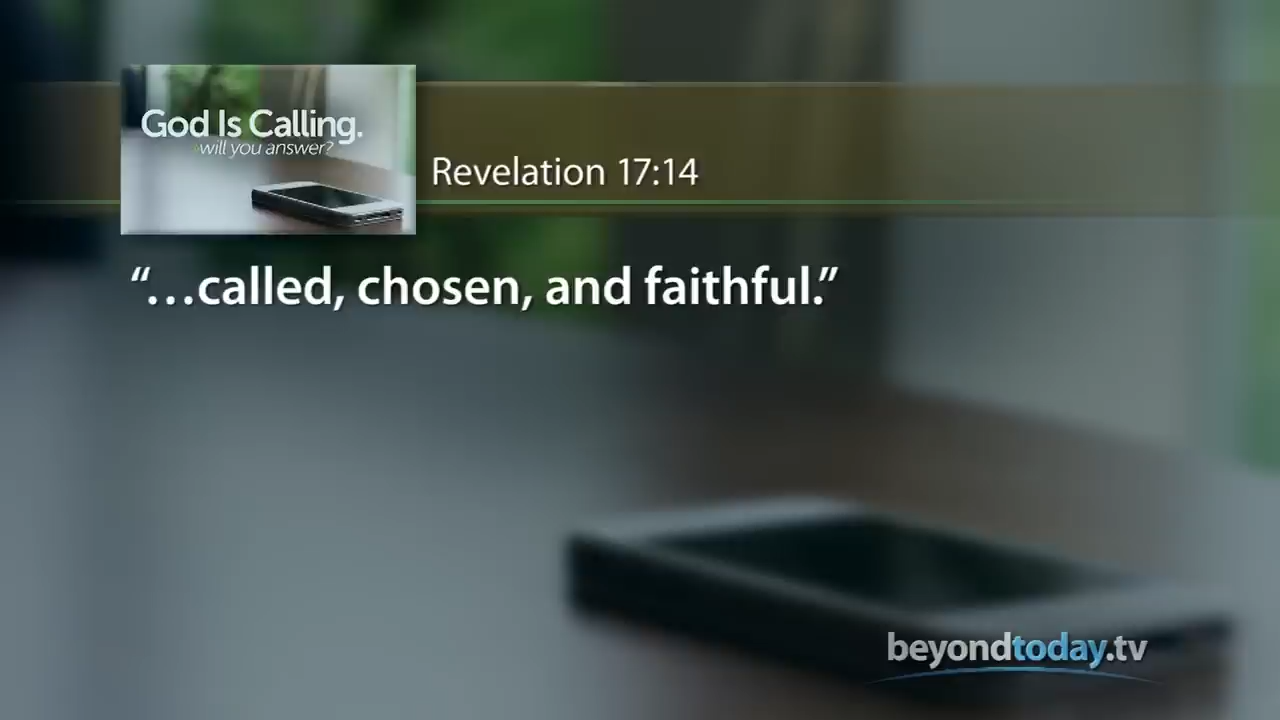 God Is Calling.
will you answer?
Revelation 17:14
“…called, chosen, and faithful.”
beyondtoday.tv